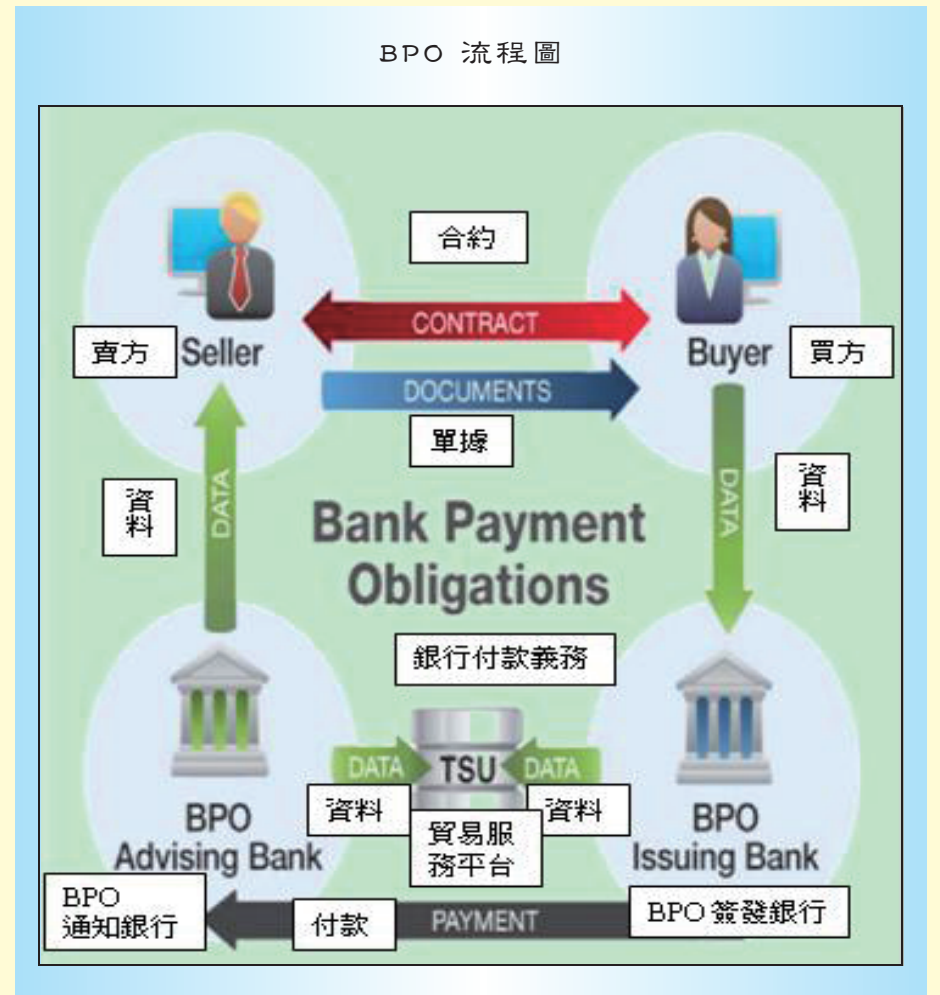 BPO 流程圖
合約
CONTRACT
賣方 Seller
Buyer 買方
DOCUMENTS
單據
資
料
DATA
DATA
資
料
Bank Payment
Obligations
銀行付款義務
DATA TSU DATA
資料
資料
貿易服
務平台
BPO
Advising Bank
BPO
Issuing Bank
BPO
通知銀行
付款
PAYMENT
BPO 簽發銀行